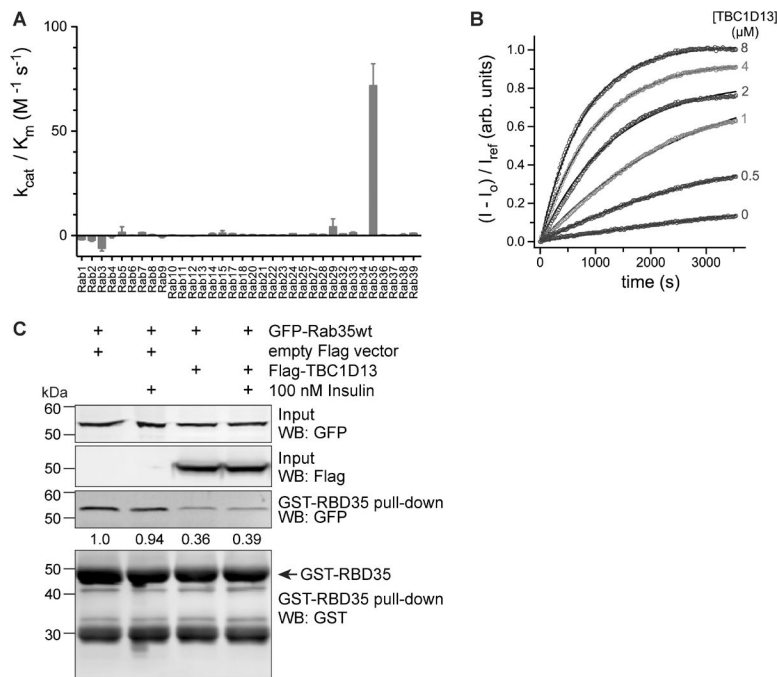 A
k_cat / K_m (M⁻¹ s⁻¹)
100
50
0
Rab1
Rab2
Rab3
Rab4
Rab5
Rab6
Rab7
Rab8
Rab9
Rab10
Rab11
Rab12
Rab13
Rab14
Rab15
Rab17
Rab18
Rab20
Rab21
Rab22
Rab23
Rab24
Rab25
Rab27
Rab28
Rab29
Rab32
Rab33
Rab34
Rab35
Rab36
Rab37
Rab38
Rab39
B
[TBC1D13]
(µM)
(I - I_o) / I_ref (arb. units)
1.0
0.8
0.6
0.4
0.2
0.0
8
4
2
1
0.5
0
0 1000 2000 3000
time (s)
C
+ + + + GFP-Rab35wt
+ + empty Flag vector
+ + Flag-TBC1D13
+ + 100 nM Insulin
kDa
60
50
Input
WB: GFP
50
Input
WB: Flag
60
50
GST-RBD35 pull-down
WB: GFP
1.0 0.94 0.36 0.39
50
40
30
GST-RBD35
GST-RBD35 pull-down
WB: GST